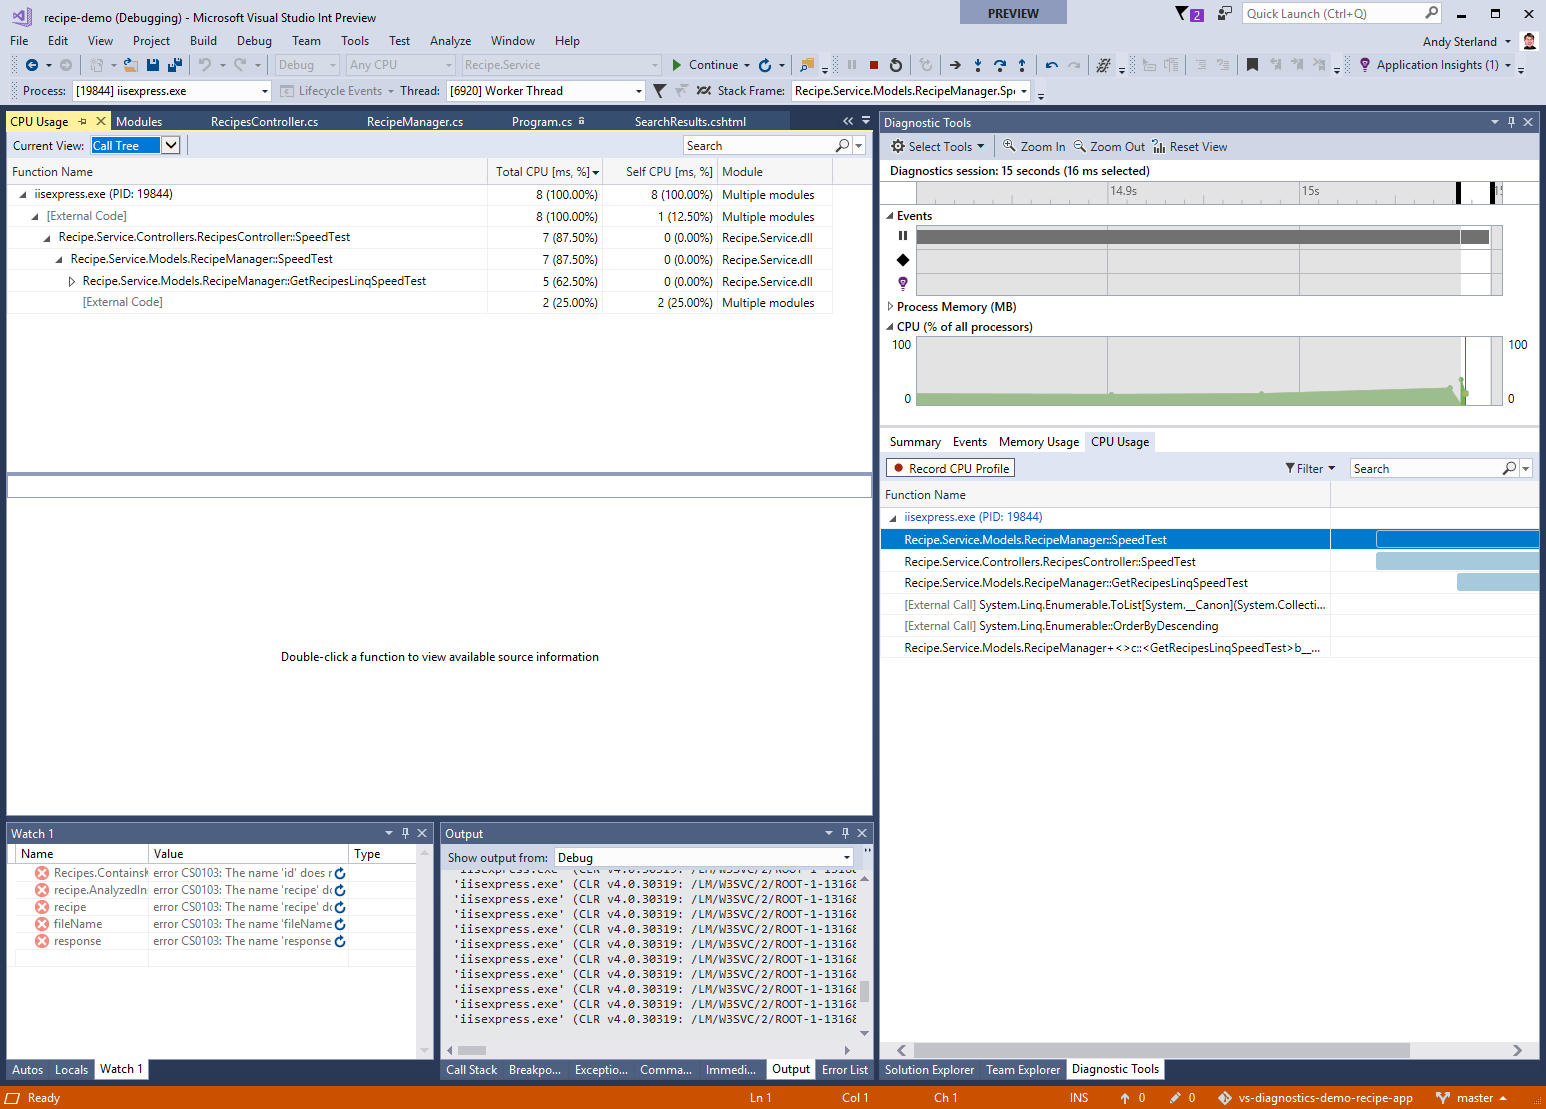 recipe-demo (Debugging) - Microsoft Visual Studio Int Preview
PREVIEW
2
Quick Launch (Ctrl+Q)
File Edit View Project Build Debug Team Tools Test Analyze Window Help
Andy Sterland
Debug Any CPU Recipe.Service Continue Application Insights (1)
Process: [19844] iisexpress.exe Lifecycle Events Thread: [6920] Worker Thread Stack Frame: Recipe.Service.Models.RecipeManager.Spe
CPU Usage Modules RecipesController.cs RecipeManager.cs Program.cs SearchResults.cshtml
Current View: Call Tree Search
Function Name Total CPU [ms, %] Self CPU [ms, %] Module
iisexpress.exe (PID: 19844) 8 (100.00%) 8 (100.00%) Multiple modules
[External Code] 8 (100.00%) 1 (12.50%) Multiple modules
Recipe.Service.Controllers.RecipesController::SpeedTest 7 (87.50%) 0 (0.00%) Recipe.Service.dll
Recipe.Service.Models.RecipeManager::SpeedTest 7 (87.50%) 0 (0.00%) Recipe.Service.dll
Recipe.Service.Models.RecipeManager::GetRecipesLinqSpeedTest 5 (62.50%) 0 (0.00%) Recipe.Service.dll
[External Code] 2 (25.00%) 2 (25.00%) Multiple modules
Double-click a function to view available source information
Diagnostic Tools
Select Tools Zoom In Zoom Out Reset View
Diagnostics session: 15 seconds (16 ms selected)
14.9s 15s
Events
Process Memory (MB)
CPU (% of all processors)
100 100
0 0
Summary Events Memory Usage CPU Usage
Record CPU Profile Filter Search
Function Name
iisexpress.exe (PID: 19844)
Recipe.Service.Models.RecipeManager::SpeedTest
Recipe.Service.Controllers.RecipesController::SpeedTest
Recipe.Service.Models.RecipeManager::GetRecipesLinqSpeedTest
[External Call] System.Linq.Enumerable.ToList[System.__Canon](System.Collecti...
[External Call] System.Linq.Enumerable::OrderByDescending
Recipe.Service.Models.RecipeManager+<>c::<GetRecipesLinqSpeedTest>b__...
Watch 1
Name Value Type
Recipes.Contains error CS0103: The name 'id' does
recipe.AnalyzedIn error CS0103: The name 'recipe' do
recipe error CS0103: The name 'recipe' do
fileName error CS0103: The name 'fileName
response error CS0103: The name 'response
Autos Locals Watch 1
Output
Show output from: Debug
'iisexpress.exe' (CLR v4.0.30319: /LM/W3SVC/2/ROOT-1-13168
'iisexpress.exe' (CLR v4.0.30319: /LM/W3SVC/2/ROOT-1-13168
'iisexpress.exe' (CLR v4.0.30319: /LM/W3SVC/2/ROOT-1-13168
'iisexpress.exe' (CLR v4.0.30319: /LM/W3SVC/2/ROOT-1-13168
'iisexpress.exe' (CLR v4.0.30319: /LM/W3SVC/2/ROOT-1-13168
'iisexpress.exe' (CLR v4.0.30319: /LM/W3SVC/2/ROOT-1-13168
'iisexpress.exe' (CLR v4.0.30319: /LM/W3SVC/2/ROOT-1-13168
'iisexpress.exe' (CLR v4.0.30319: /LM/W3SVC/2/ROOT-1-13168
'iisexpress.exe' (CLR v4.0.30319: /LM/W3SVC/2/ROOT-1-13168
'iisexpress.exe' (CLR v4.0.30319: /LM/W3SVC/2/ROOT-1-13168
'iisexpress.exe' (CLR v4.0.30319: /LM/W3SVC/2/ROOT-1-13168
Call Stack Breakpo... Exceptio... Comma... Immedi... Output Error List
Solution Explorer Team Explorer Diagnostic Tools
Ready Ln 1 Col 1 Ch 1 INS 0 0 vs-diagnostics-demo-recipe-app master